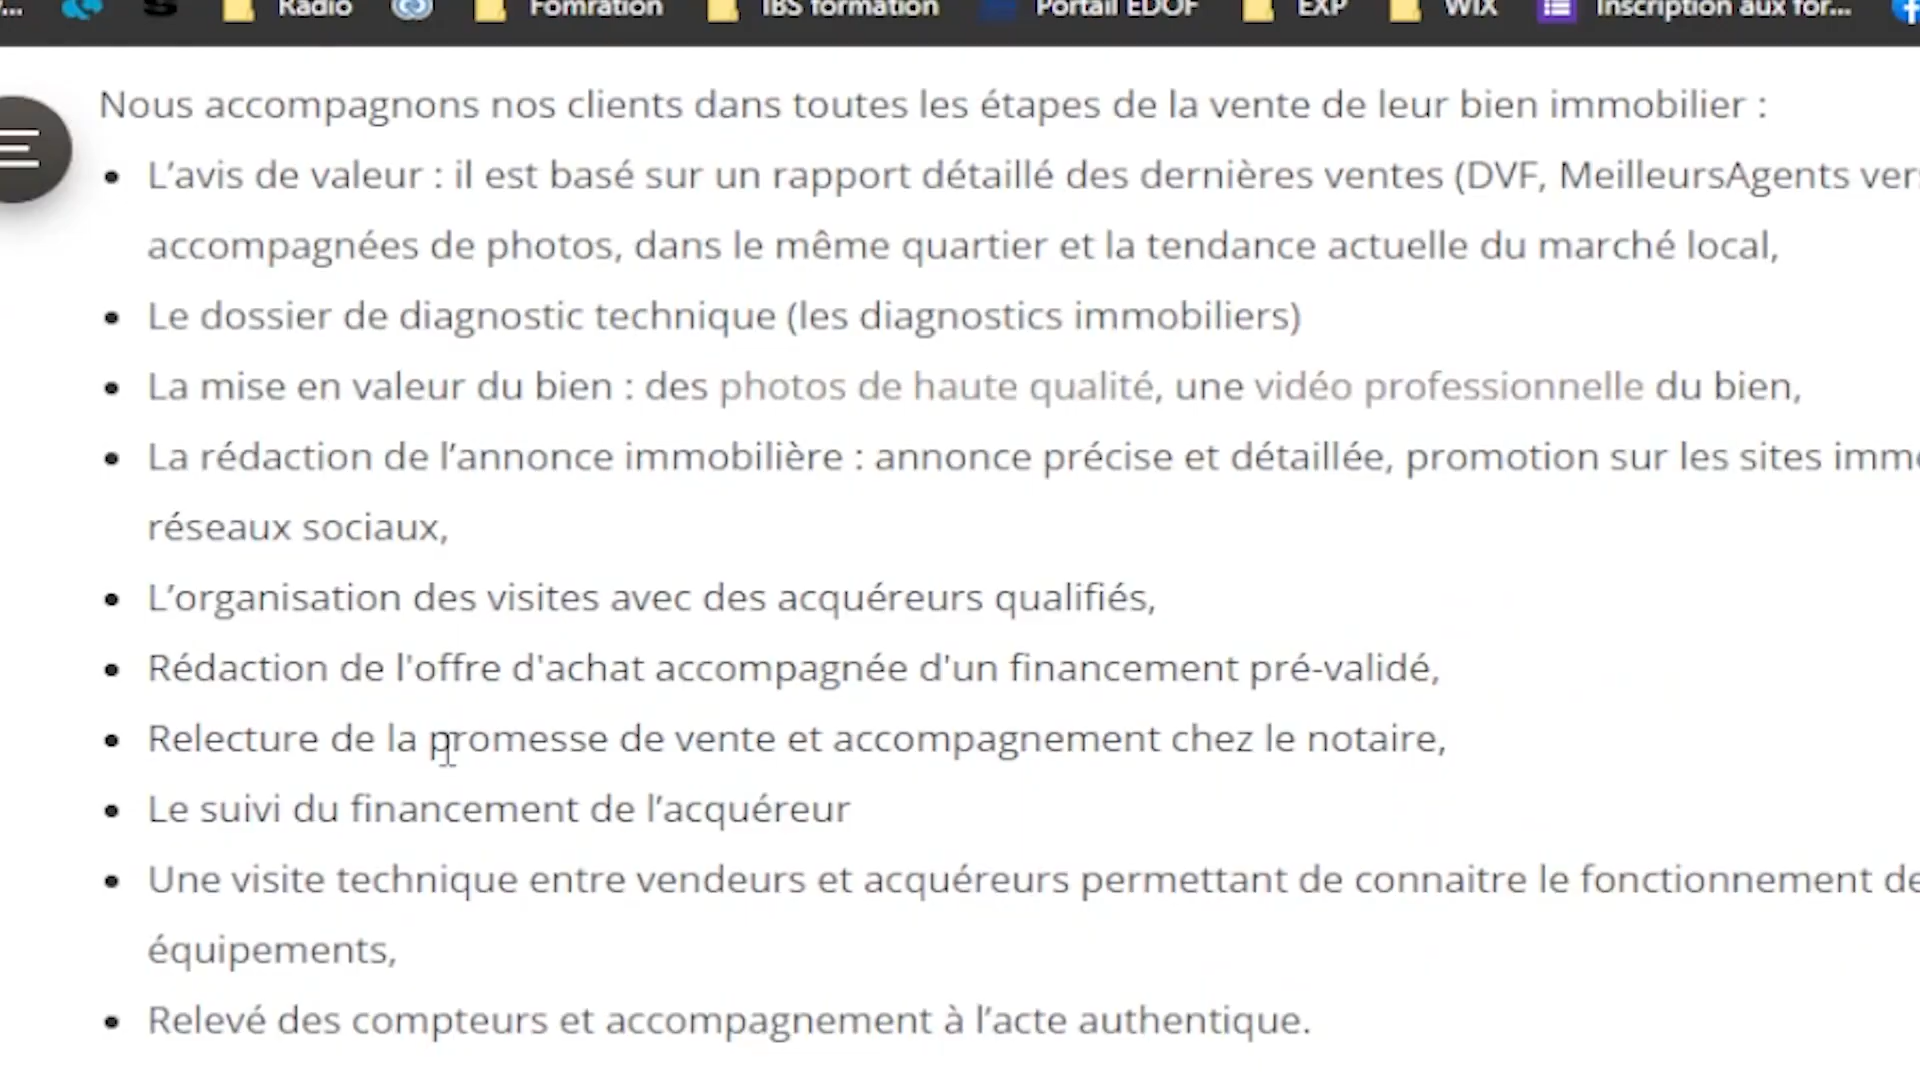 Radio Fomration IBS formation Portail EDOF EXP WIX Inscription aux for...
Nous accompagnons nos clients dans toutes les étapes de la vente de leur bien immobilier :
L’avis de valeur : il est basé sur un rapport détaillé des dernières ventes (DVF, MeilleursAgents
accompagnées de photos, dans le même quartier et la tendance actuelle du marché local,
Le dossier de diagnostic technique (les diagnostics immobiliers)
La mise en valeur du bien : des photos de haute qualité, une vidéo professionnelle du bien,
La rédaction de l’annonce immobilière : annonce précise et détaillée, promotion sur les sites
réseaux sociaux,
L’organisation des visites avec des acquéreurs qualifiés,
Rédaction de l'offre d'achat accompagnée d'un financement pré-validé,
Relecture de la promesse de vente et accompagnement chez le notaire,
Le suivi du financement de l’acquéreur
Une visite technique entre vendeurs et acquéreurs permettant de connaitre le fonctionnement
équipements,
Relevé des compteurs et accompagnement à l’acte authentique.